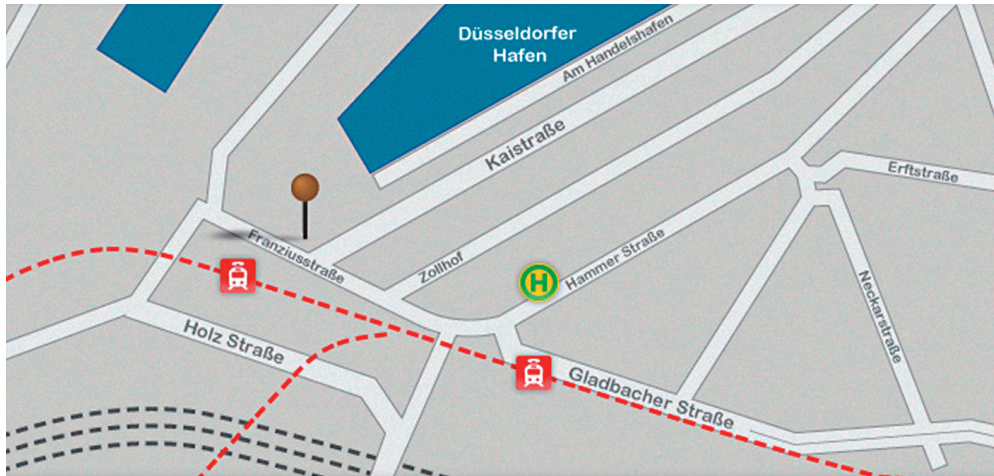 Düsseldorfer
Hafen
Am Handelshafen
Kaistraße
Erftstraße
Franziusstraße
Zollhof
Hammer Straße
H
Neckarstraße
Holz Straße
Gladbacher Straße